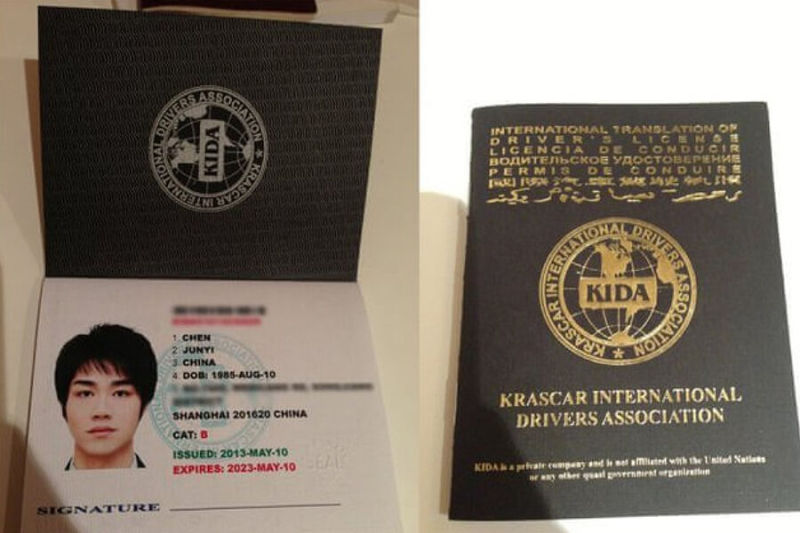 KRASCAR INTERNATIONAL DRIVERS ASSOCIATION
KIDA
1. CHEN
2. JUNYI
3. CHINA
4. DOB: 1985-AUG-10
SHANGHAI 201620 CHINA
CAT: B
ISSUED: 2013-MAY-10
EXPIRES: 2023-MAY-10
SIGNATURE
INTERNATIONAL TRANSLATION OF
DRIVER'S LICENSE
LICENCIA DE CONDUCIR
ВОДИТЕЛЬСКОЕ УДОСТОВЕРЕНИЕ
PERMIS DE CONDUIRE
KRASCAR INTERNATIONAL DRIVERS ASSOCIATION
KIDA
KRASCAR INTERNATIONAL
DRIVERS ASSOCIATION
KIDA is a private company and is not affiliated with the United Nations
or any other quasi government organization